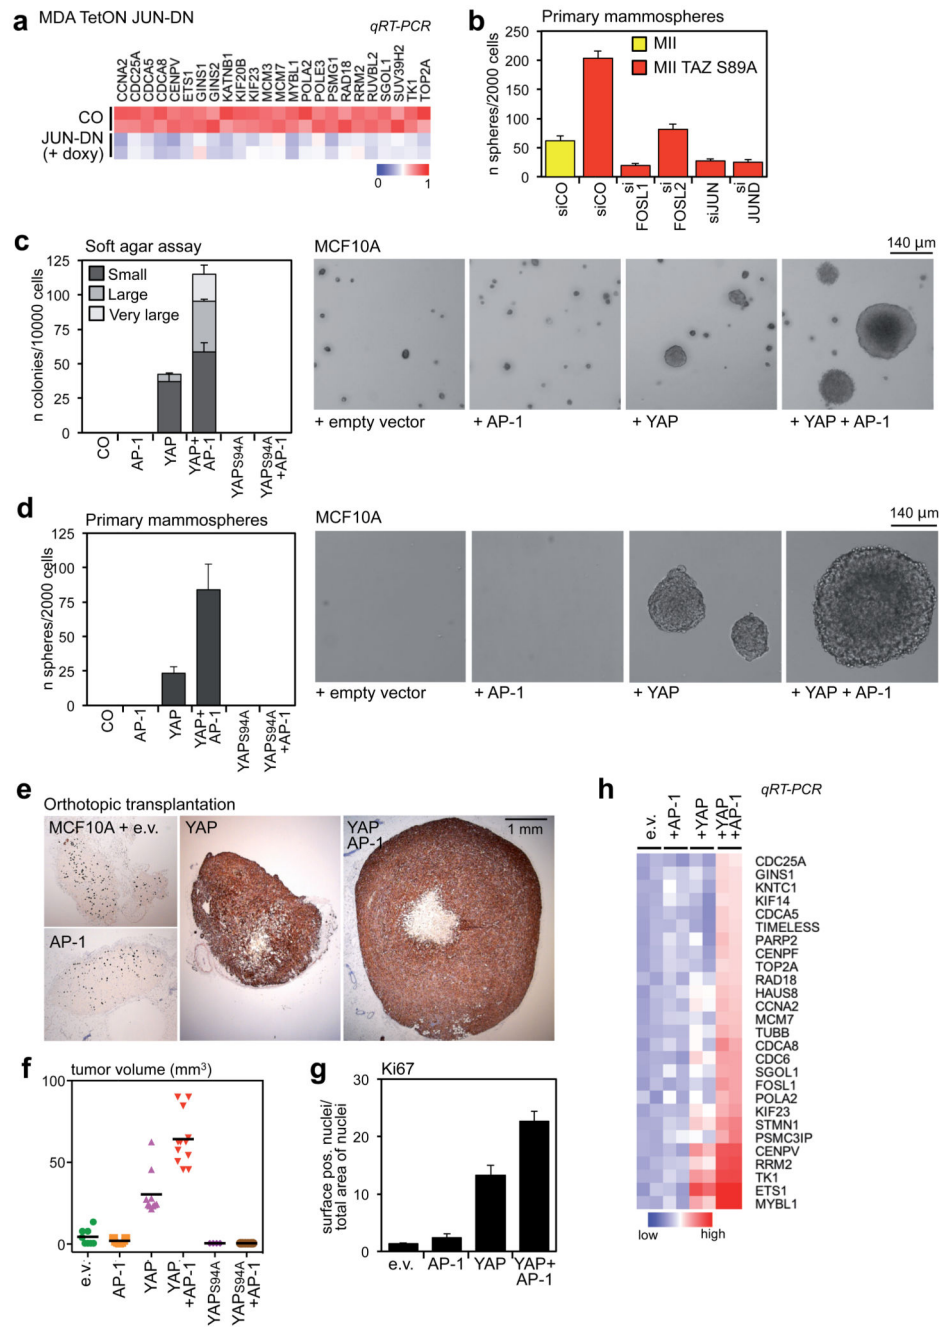 a MDA TetON JUN-DN
qRT-PCR
CCNA2
CDC25A
CDCA5
CDCA8
CENPV
ETS1
GINS1
GINS2
KATNB1
KIF20B
KIF23
MCM3
MCM7
MYBL1
POLA2
POLE3
PSMG1
RAD18
RRM2
RUVBL2
SGOL1
SUV39H2
TK1
TOP2A
CO
JUN-DN
(+ doxy)
0 1
b Primary mammospheres
n spheres/2000 cells
250
200
150
100
50
0
MII
MII TAZ S89A
siCO
siCO
si FOSL1
si FOSL2
siJUN
si JUND
c Soft agar assay
n colonies/10000 cells
125
100
75
50
25
0
Small
Large
Very large
CO
AP-1
YAP
YAP+ AP-1
YAPS94A
YAPS94A +AP-1
MCF10A
140 µm
+ empty vector
+ AP-1
+ YAP
+ YAP + AP-1
d Primary mammospheres
n spheres/2000 cells
125
100
75
50
25
0
CO
AP-1
YAP
YAP+ AP-1
YAPS94A
YAPS94A +AP-1
MCF10A
140 µm
+ empty vector
+ AP-1
+ YAP
+ YAP + AP-1
e Orthotopic transplantation
MCF10A + e.v.
AP-1
YAP
YAP
AP-1
1 mm
f tumor volume (mm³)
100
50
0
e.v.
AP-1
YAP
YAP +AP-1
YAPS94A
YAPS94A +AP-1
g Ki67
surface pos. nuclei/
total area of nuclei
30
20
10
0
e.v.
AP-1
YAP
YAP+
AP-1
h qRT-PCR
e.v.
+AP-1
+YAP
+YAP +AP-1
CDC25A
GINS1
KNTC1
KIF14
CDCA5
TIMELESS
PARP2
CENPF
TOP2A
RAD18
HAUS8
CCNA2
MCM7
TUBB
CDCA8
CDC6
SGOL1
FOSL1
POLA2
KIF23
STMN1
PSMC3IP
CENPV
RRM2
TK1
ETS1
MYBL1
low high